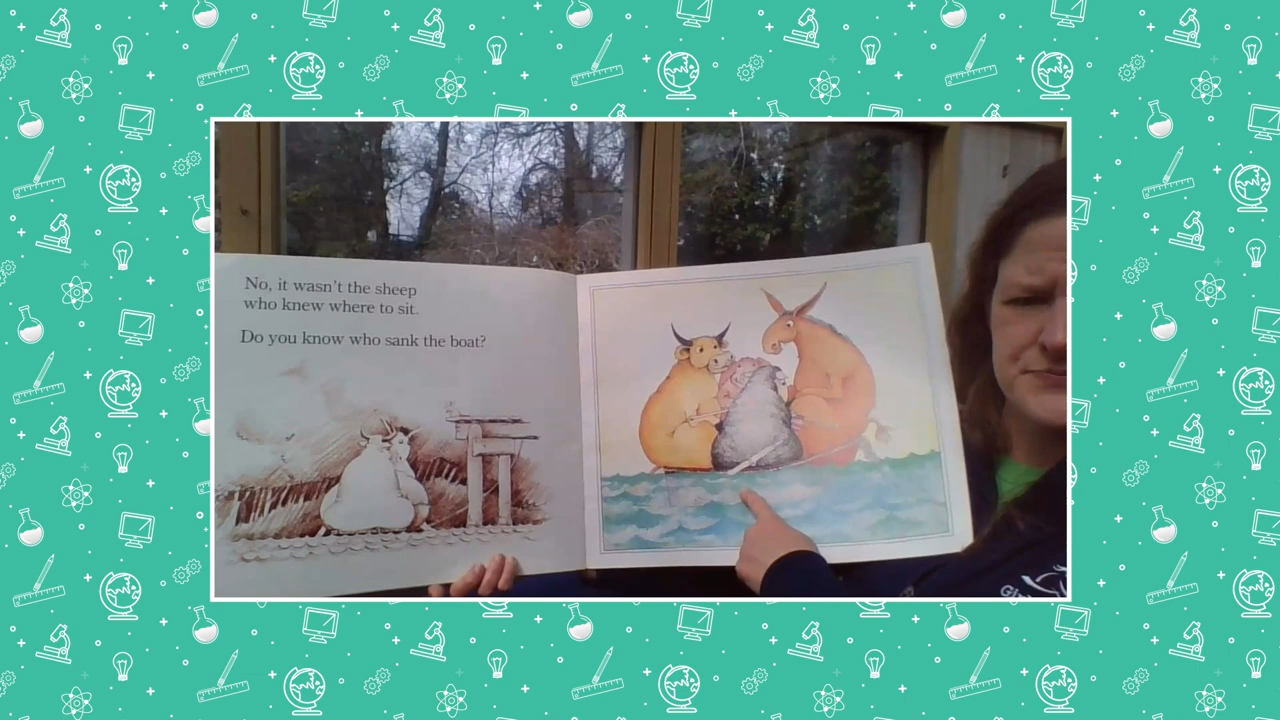 No, it wasn't the sheep
who knew where to sit.
Do you know who sank the boat?